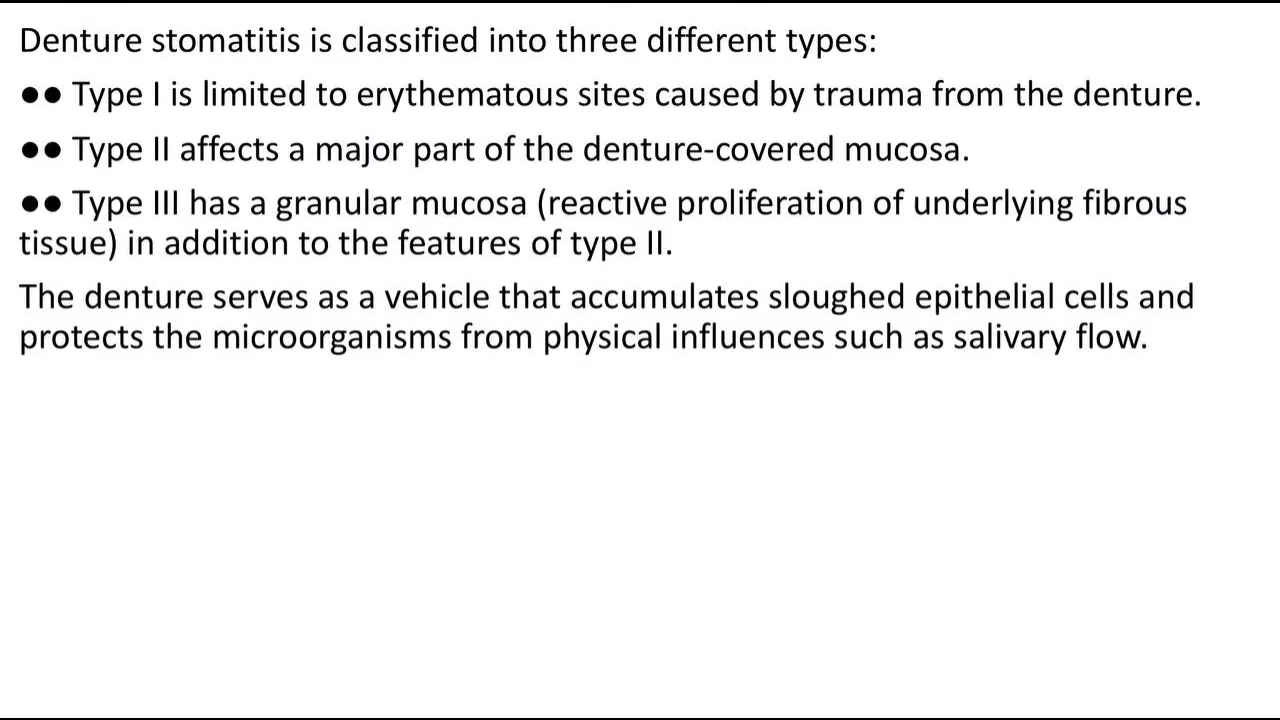 Denture stomatitis is classified into three different types:
●● Type I is limited to erythematous sites caused by trauma from the denture.
●● Type II affects a major part of the denture-covered mucosa.
●● Type III has a granular mucosa (reactive proliferation of underlying fibrous
tissue) in addition to the features of type II.
The denture serves as a vehicle that accumulates sloughed epithelial cells and
protects the microorganisms from physical influences such as salivary flow.